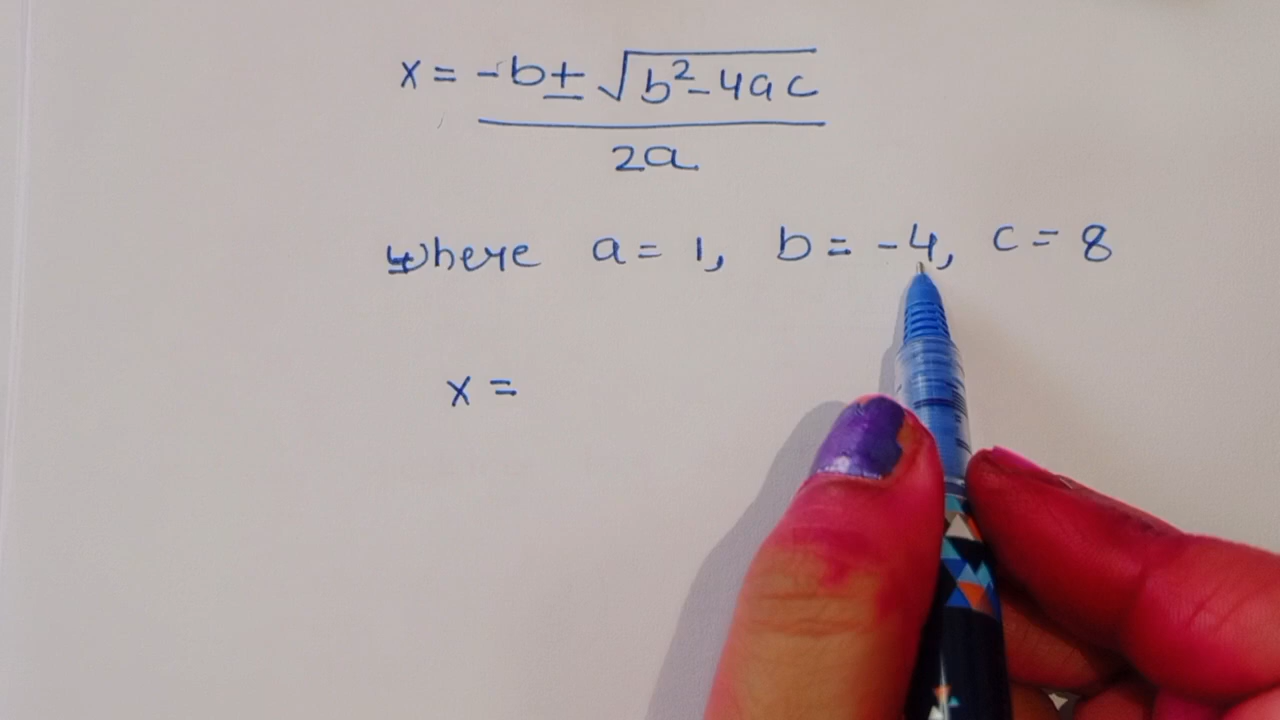 x = -b ± √b² - 4ac
2a
where a = 1, b = -4, c = 8
x =